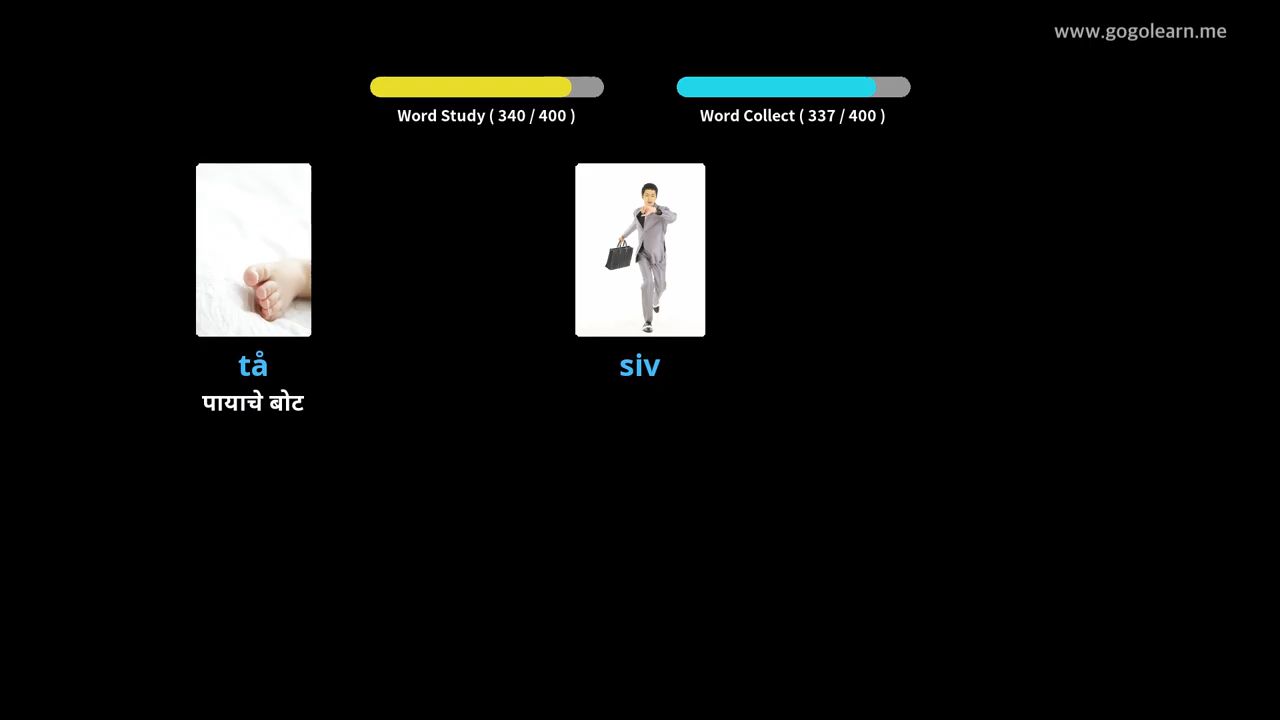 www.gogolearn.me
Word Study ( 340 / 400 )
Word Collect ( 337 / 400 )
tå
पायाचे बोट
siv